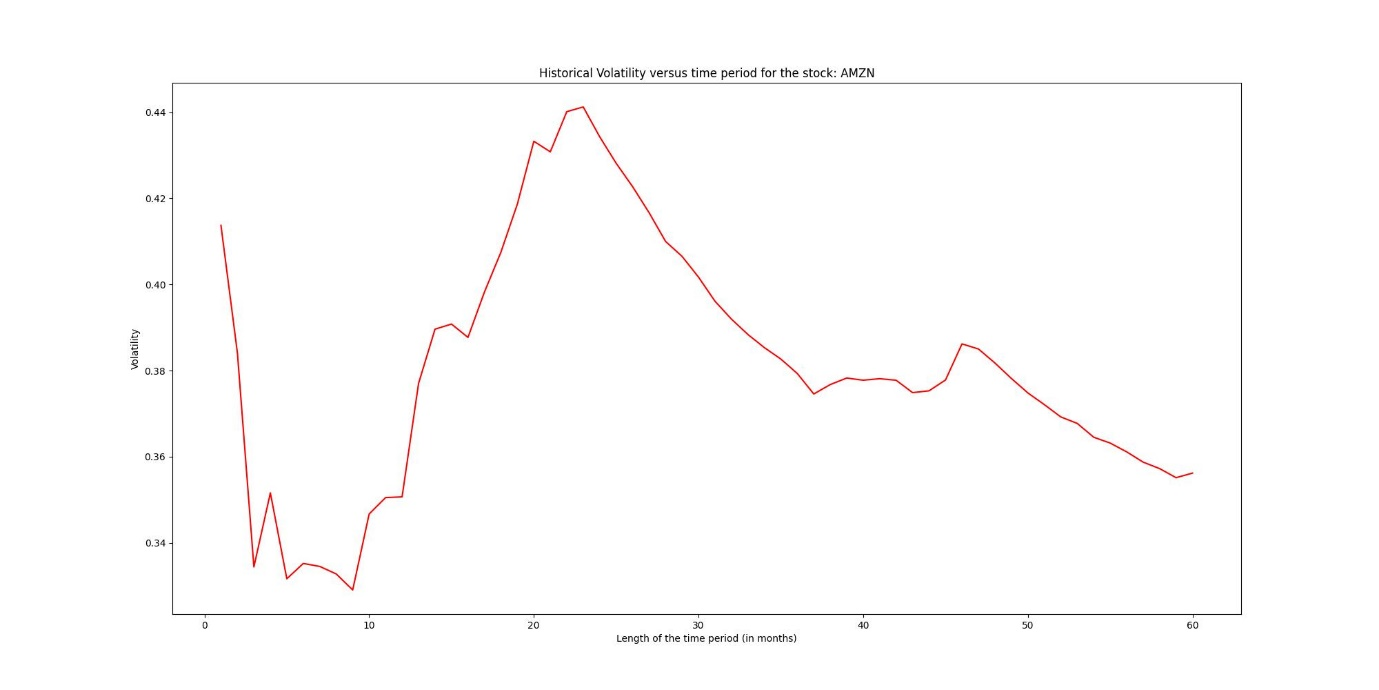 Historical Volatility versus time period for the stock: AMZN
0.44
0.42
0.40
0.38
0.36
0.34
Volatility
0 10 20 30 40 50 60
Length of the time period (in months)